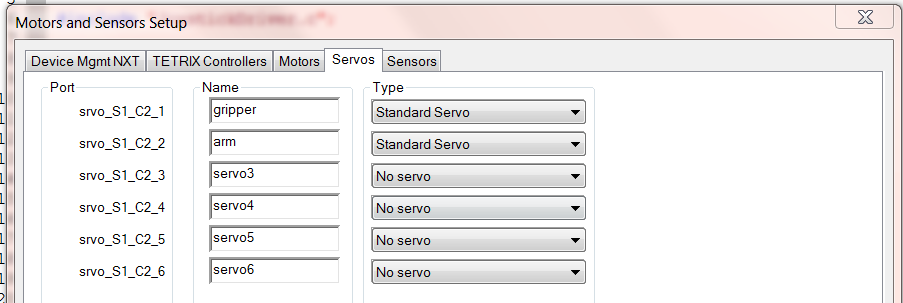 Motors and Sensors Setup
Device Mgmt NXT TETRIX Controllers Motors Servos Sensors
Port Name Type
srvo_S1_C2_1 gripper Standard Servo
srvo_S1_C2_2 arm Standard Servo
srvo_S1_C2_3 servo3 No servo
srvo_S1_C2_4 servo4 No servo
srvo_S1_C2_5 servo5 No servo
srvo_S1_C2_6 servo6 No servo